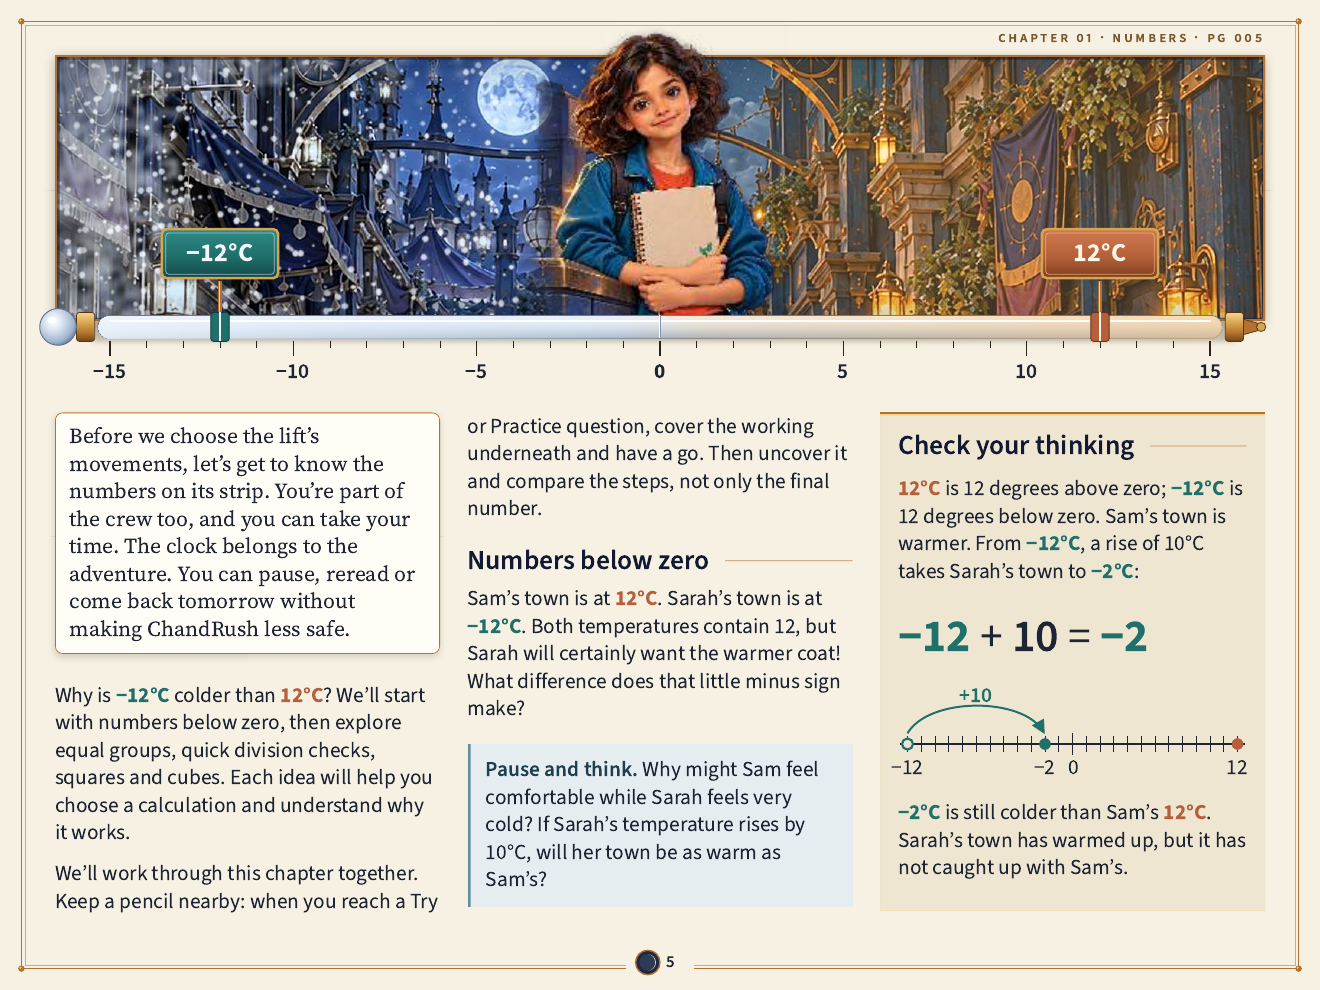 CHAPTER 01 · NUMBERS · PG 005
−12°C
12°C
−15 −10 −5 0 5 10 15
Before we choose the lift’s
movements, let’s get to know the
numbers on its strip. You’re part of
the crew too, and you can take your
time. The clock belongs to the
adventure. You can pause, reread or
come back tomorrow without
making ChandRush less safe.
Why is −12°C colder than 12°C? We’ll start
with numbers below zero, then explore
equal groups, quick division checks,
squares and cubes. Each idea will help you
choose a calculation and understand why
it works.
We’ll work through this chapter together.
Keep a pencil nearby: when you reach a Try
or Practice question, cover the working
underneath and have a go. Then uncover it
and compare the steps, not only the final
number.
Numbers below zero
Sam’s town is at 12°C. Sarah’s town is at
−12°C. Both temperatures contain 12, but
Sarah will certainly want the warmer coat!
What difference does that little minus sign
make?
Pause and think. Why might Sam feel
comfortable while Sarah feels very
cold? If Sarah’s temperature rises by
10°C, will her town be as warm as
Sam’s?
Check your thinking
12°C is 12 degrees above zero; −12°C is
12 degrees below zero. Sam’s town is
warmer. From −12°C, a rise of 10°C
takes Sarah’s town to −2°C:
−12 + 10 = −2
+10
−12 −2 0 12
−2°C is still colder than Sam’s 12°C.
Sarah’s town has warmed up, but it has
not caught up with Sam’s.
5